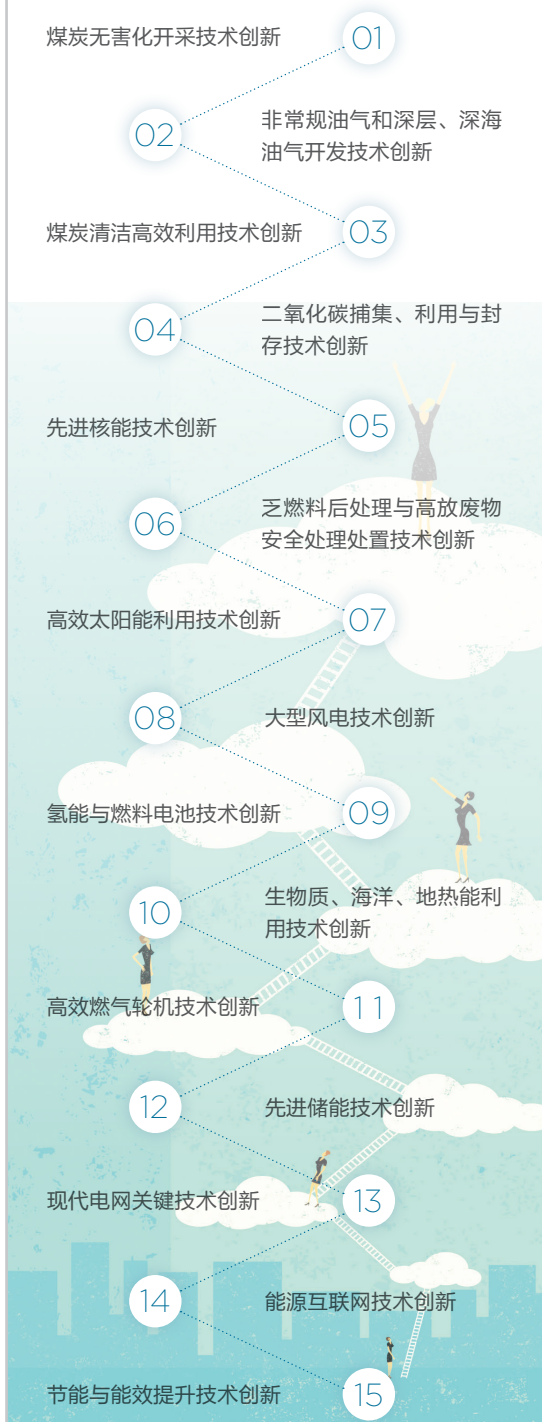 煤炭无害化开采技术创新
01
02
非常规油气和深层、深海
油气开发技术创新
煤炭清洁高效利用技术创新
03
04
二氧化碳捕集、利用与封
存技术创新
先进核能技术创新
05
06
乏燃料后处理与高放废物
安全处理处置技术创新
高效太阳能利用技术创新
07
08
大型风电技术创新
氢能与燃料电池技术创新
09
10
生物质、海洋、地热能利
用技术创新
高效燃气轮机技术创新
11
12
先进储能技术创新
现代电网关键技术创新
13
14
能源互联网技术创新
节能与能效提升技术创新
15